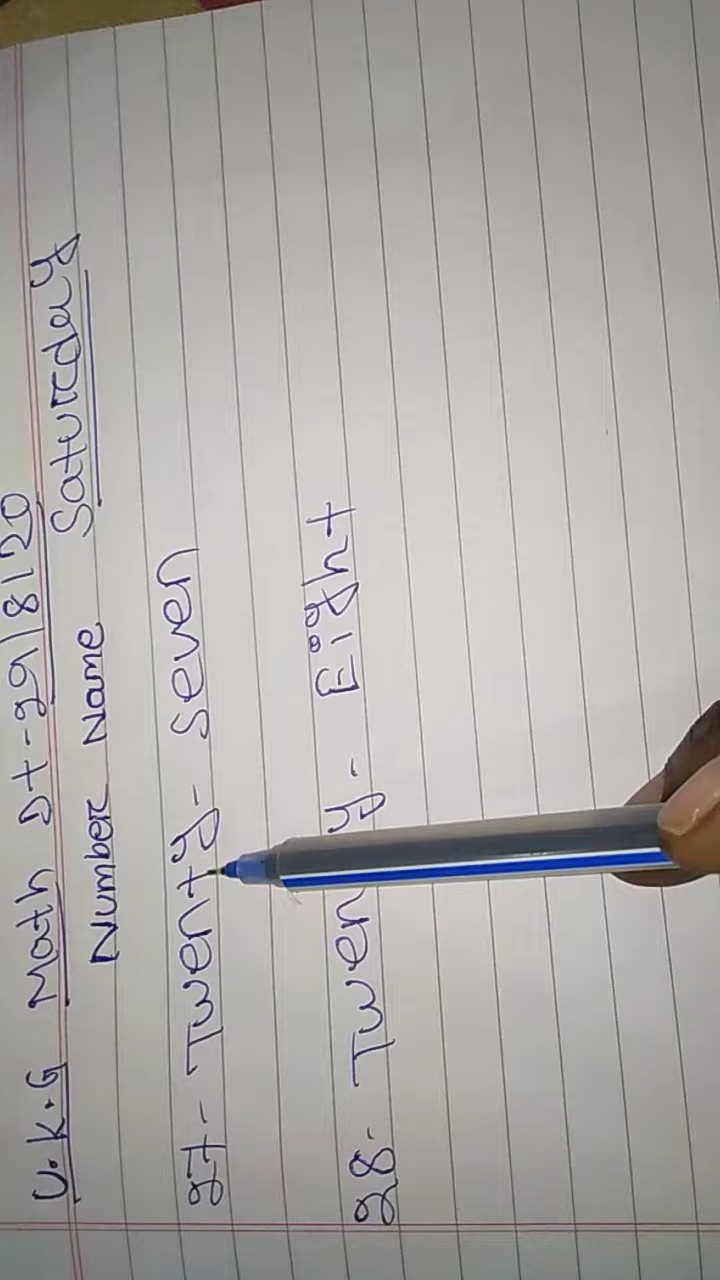 U.K.G Math Dt-29/8/20
Saturday
Number Name
27- Twenty- Seven
28- Twenty- Eight